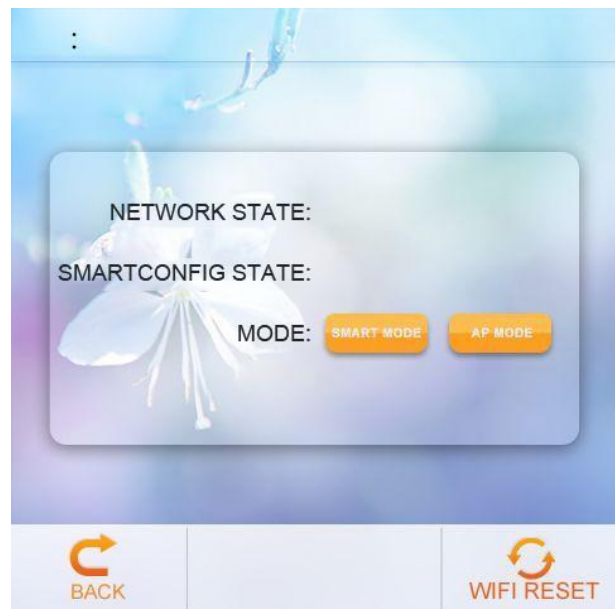 :
NETWORK STATE:
SMARTCONFIG STATE:
MODE: SMART MODE AP MODE
BACK WIFI RESET